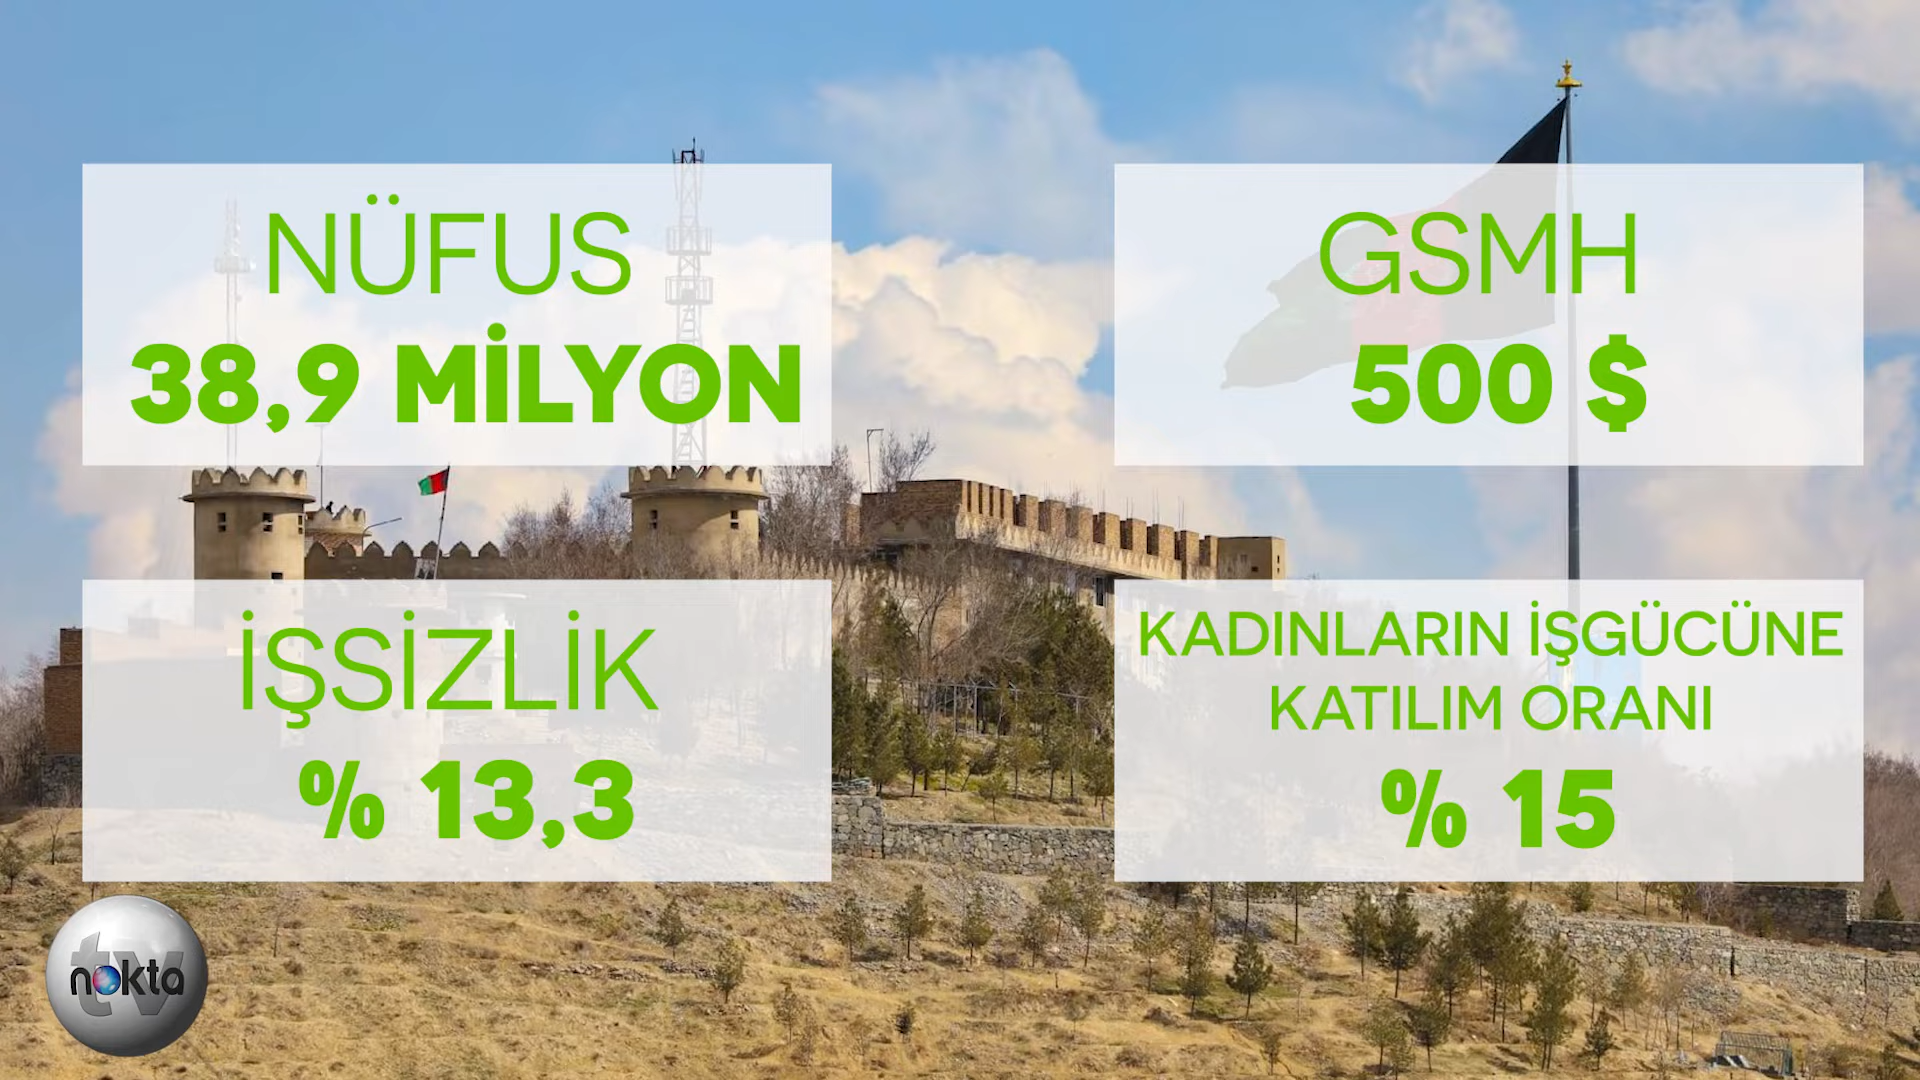 NÜFUS
38,9 MİLYON
GSMH
500 $
İŞSİZLİK
% 13,3
KADINLARIN İŞGÜCÜNE
KATILIM ORANI
% 15
tv
nokta